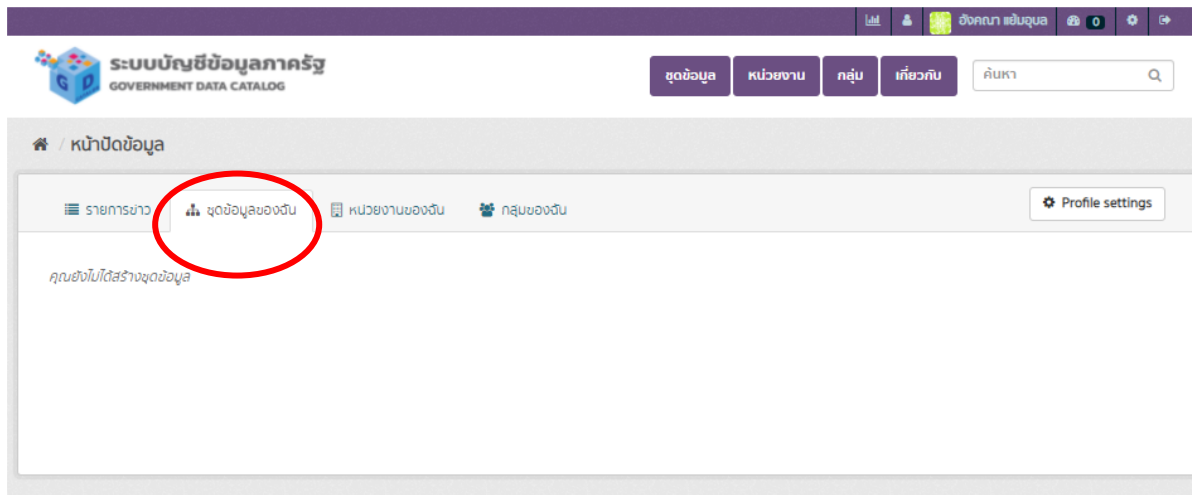 อังคณา แย้มอุบล 0
ระบบบัญชีข้อมูลภาครัฐ
GOVERNMENT DATA CATALOG
ชุดข้อมูล หน่วยงาน กลุ่ม เกี่ยวกับ ค้นหา
/ หน้าปัดข้อมูล
รายการข่าว ชุดข้อมูลของฉัน หน่วยงานของฉัน กลุ่มของฉัน Profile settings
คุณยังไม่ได้สร้างชุดข้อมูล